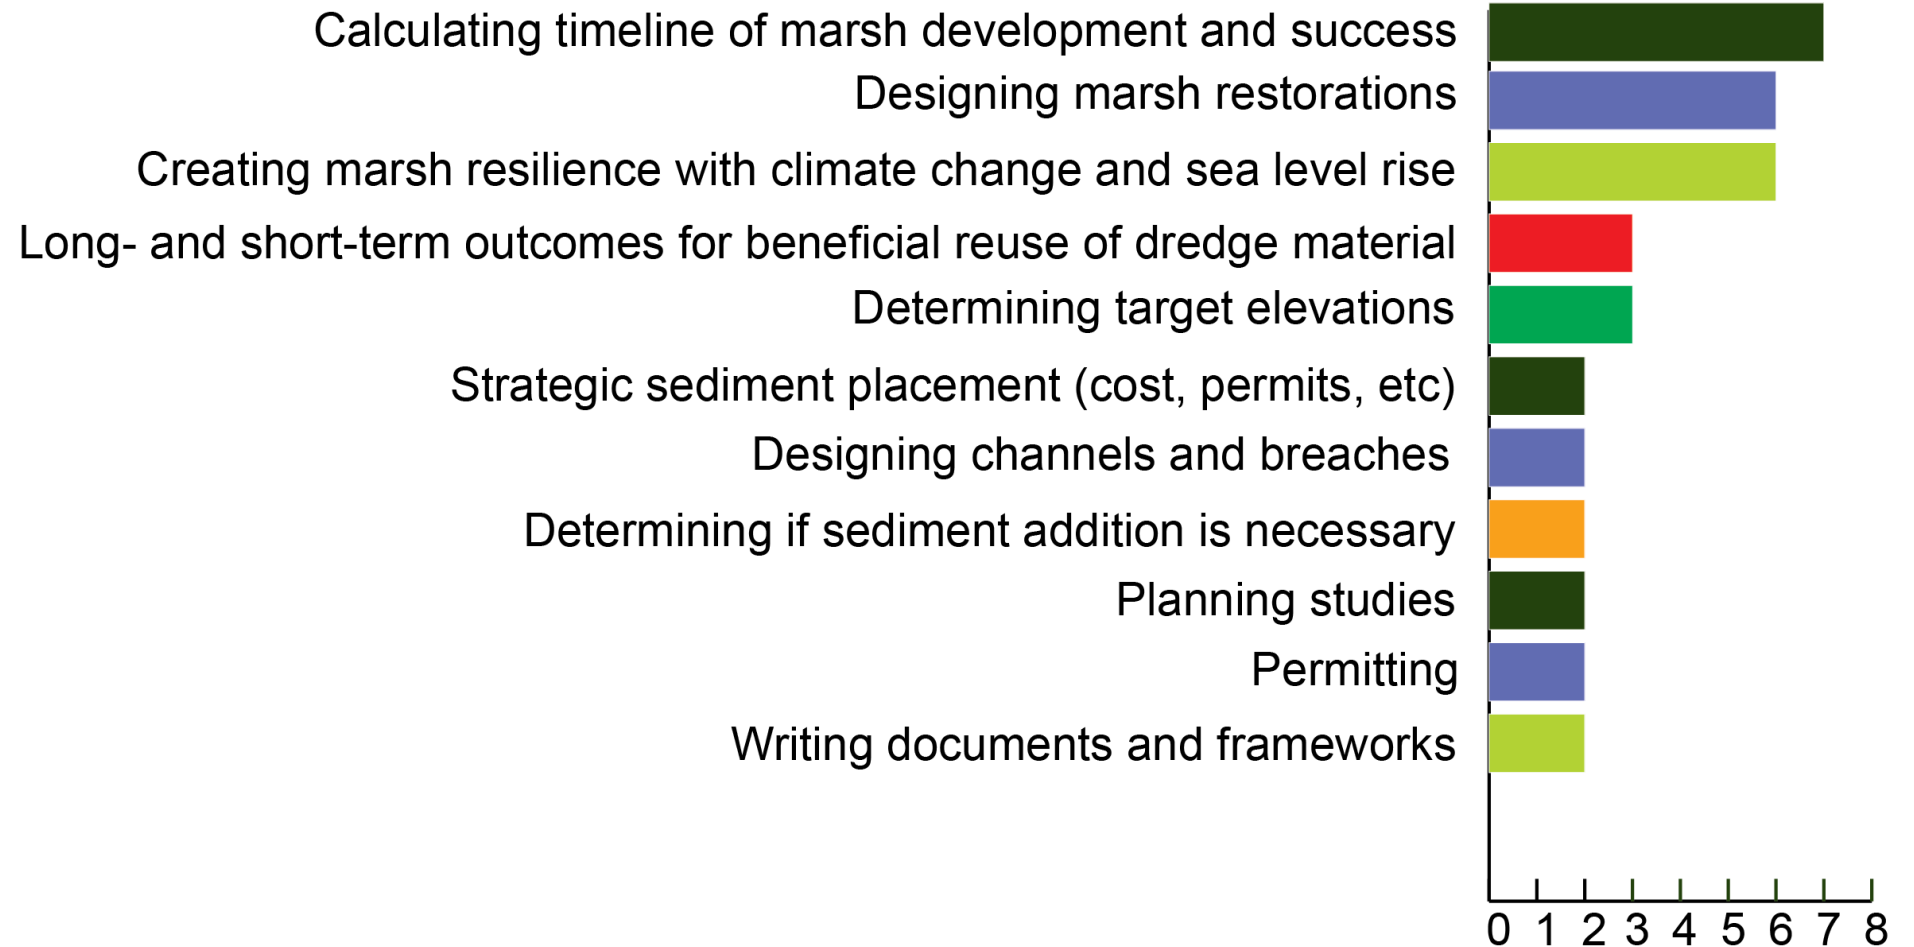 Calculating timeline of marsh development and success
Designing marsh restorations
Creating marsh resilience with climate change and sea level rise
Long- and short-term outcomes for beneficial reuse of dredge material
Determining target elevations
Strategic sediment placement (cost, permits, etc)
Designing channels and breaches
Determining if sediment addition is necessary
Planning studies
Permitting
Writing documents and frameworks
0 1 2 3 4 5 6 7 8